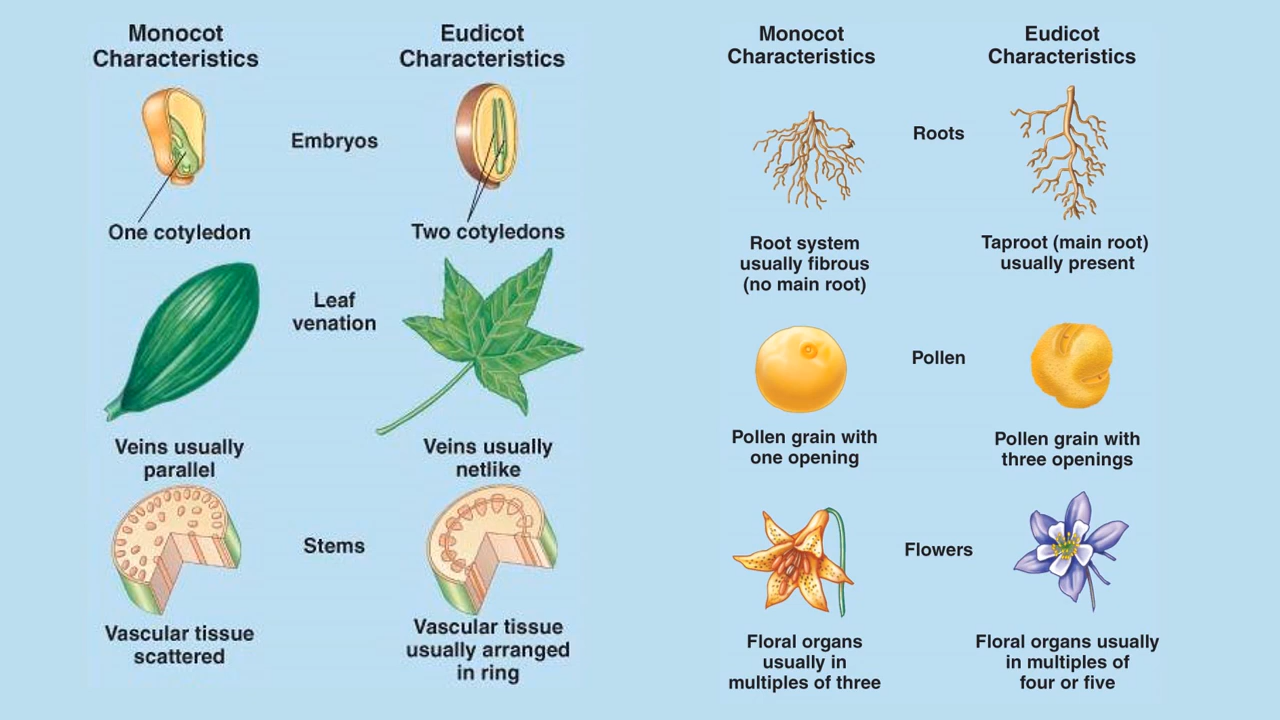 Monocot
Characteristics
Eudicot
Characteristics
Embryos
One cotyledon
Two cotyledons
Leaf
venation
Veins usually
parallel
Veins usually
netlike
Stems
Vascular tissue
scattered
Vascular tissue
usually arranged
in ring
Monocot
Characteristics
Eudicot
Characteristics
Roots
Root system
usually fibrous
(no main root)
Taproot (main root)
usually present
Pollen
Pollen grain with
one opening
Pollen grain with
three openings
Flowers
Floral organs
usually in
multiples of three
Floral organs usually
in multiples of
four or five